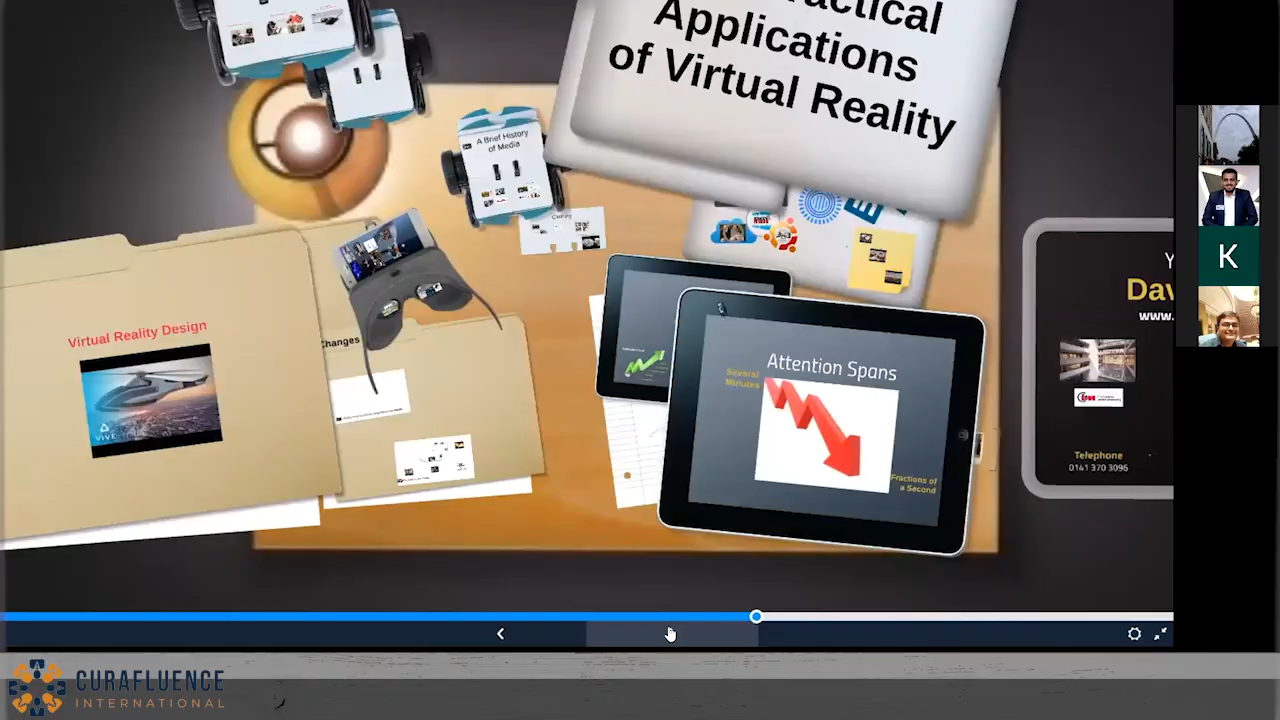 Applications
of Virtual Reality
A Brief History
of Media
Virtual Reality Design
Changes
VIVE
Attention Spans
Several
Minutes
Fractions of
a Second
Y
Dav
www.
Telephone
0141 370 3096
K
CURAFLUENCE
INTERNATIONAL